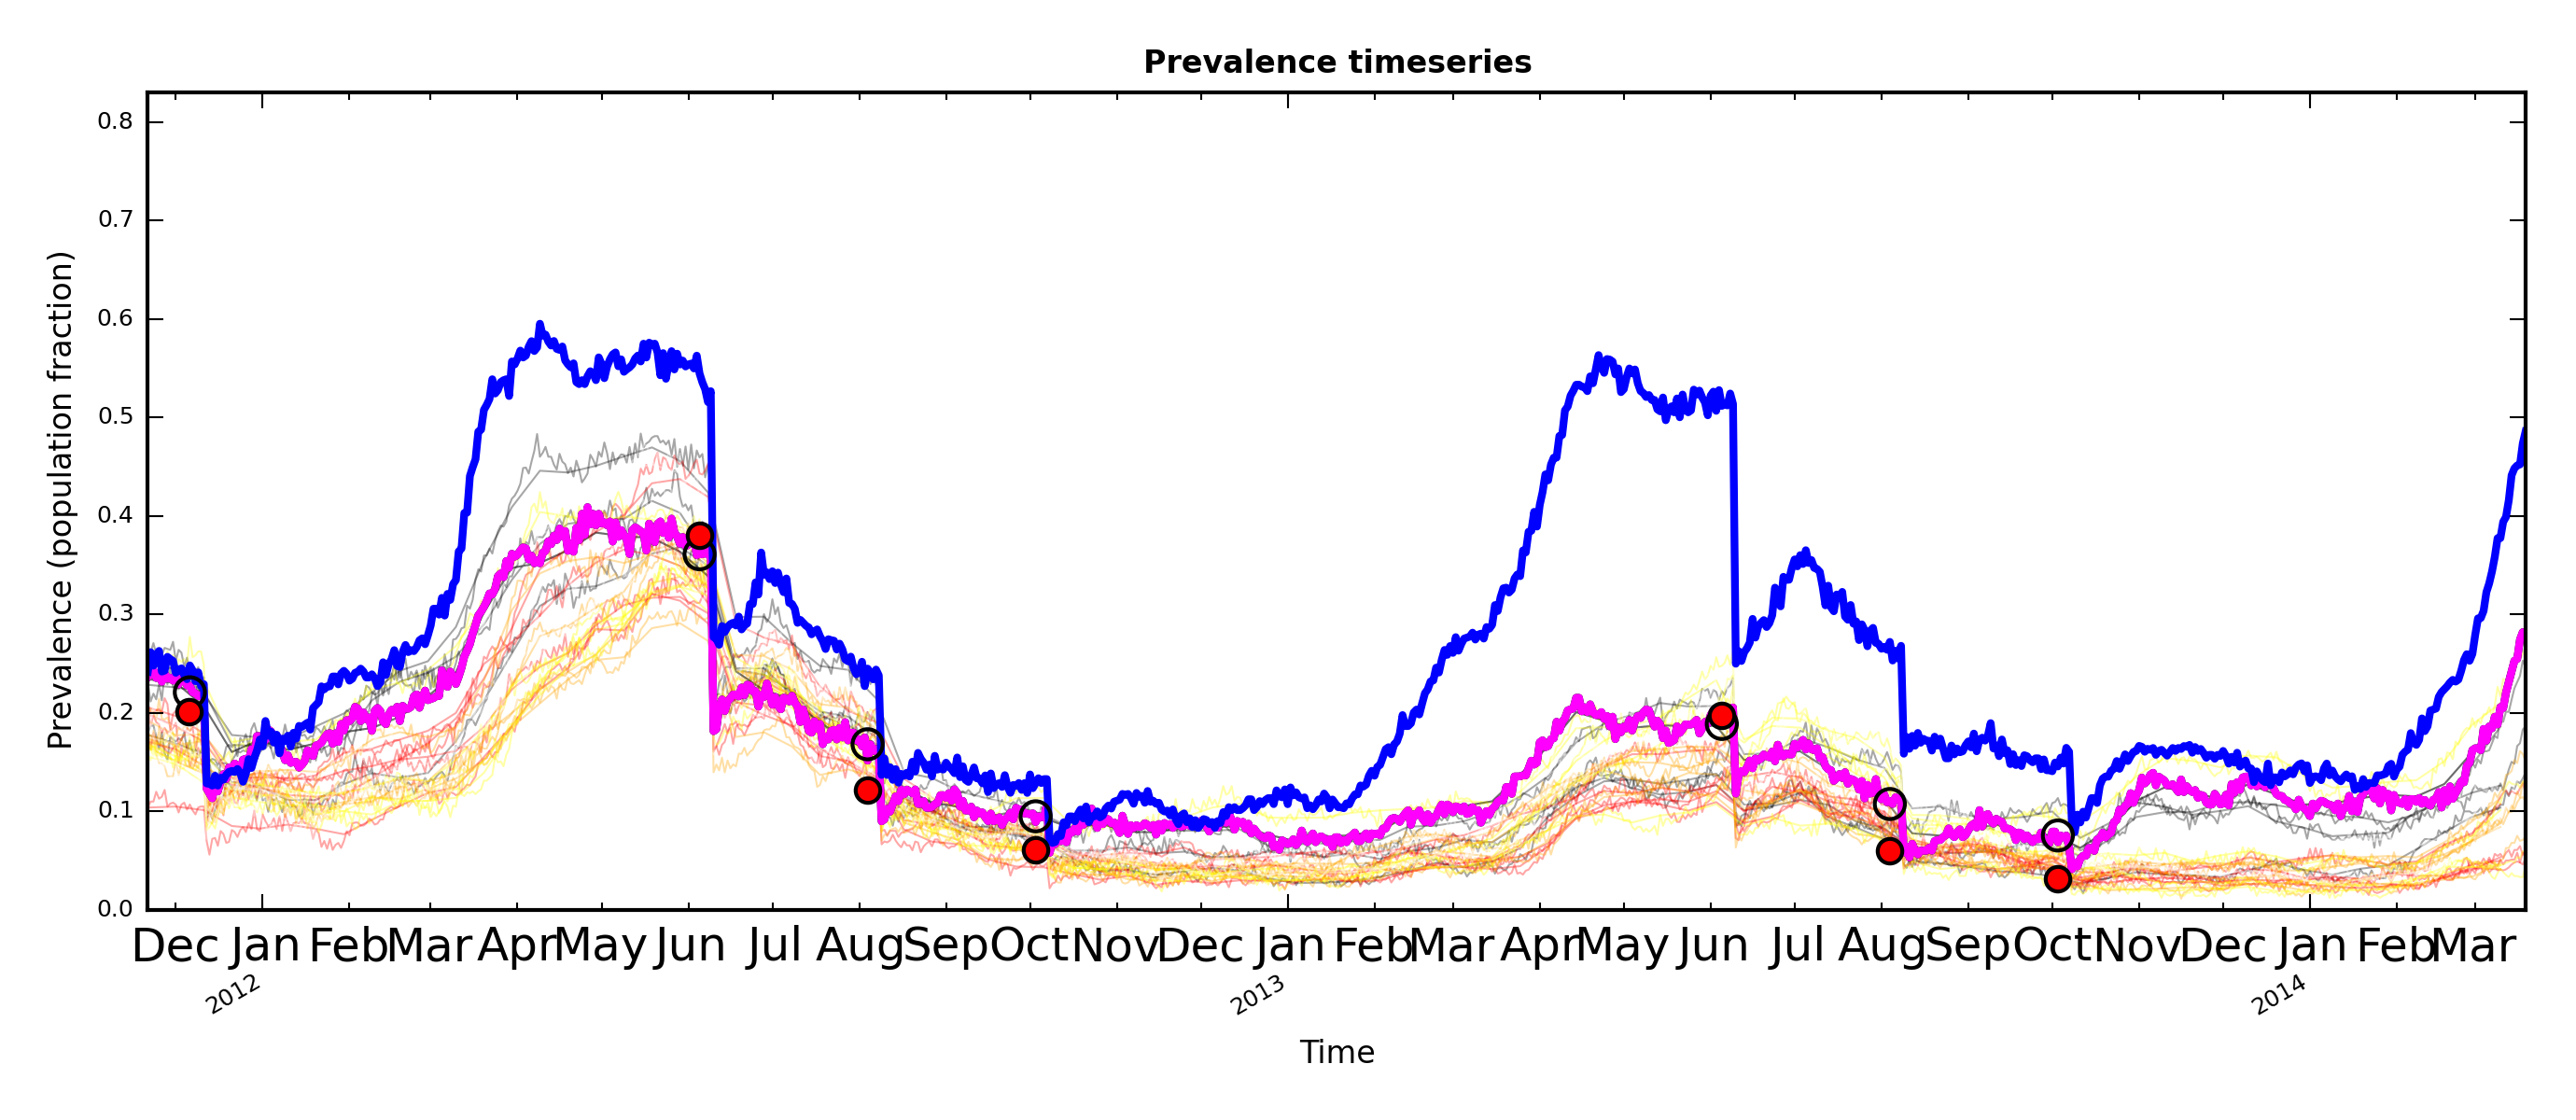 Prevalence timeseries
Prevalence (population fraction)
0.8
0.7
0.6
0.5
0.4
0.3
0.2
0.1
0.0
Dec Jan Feb Mar Apr May Jun Jul Aug Sep Oct Nov Dec Jan Feb Mar Apr May Jun Jul Aug Sep Oct Nov Dec Jan Feb Mar
2012 2013 2014
Time